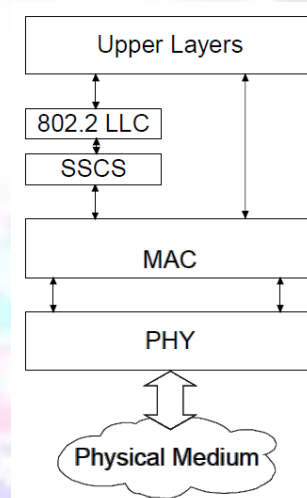 Upper Layers
802.2 LLC
SSCS
MAC
PHY
Physical Medium